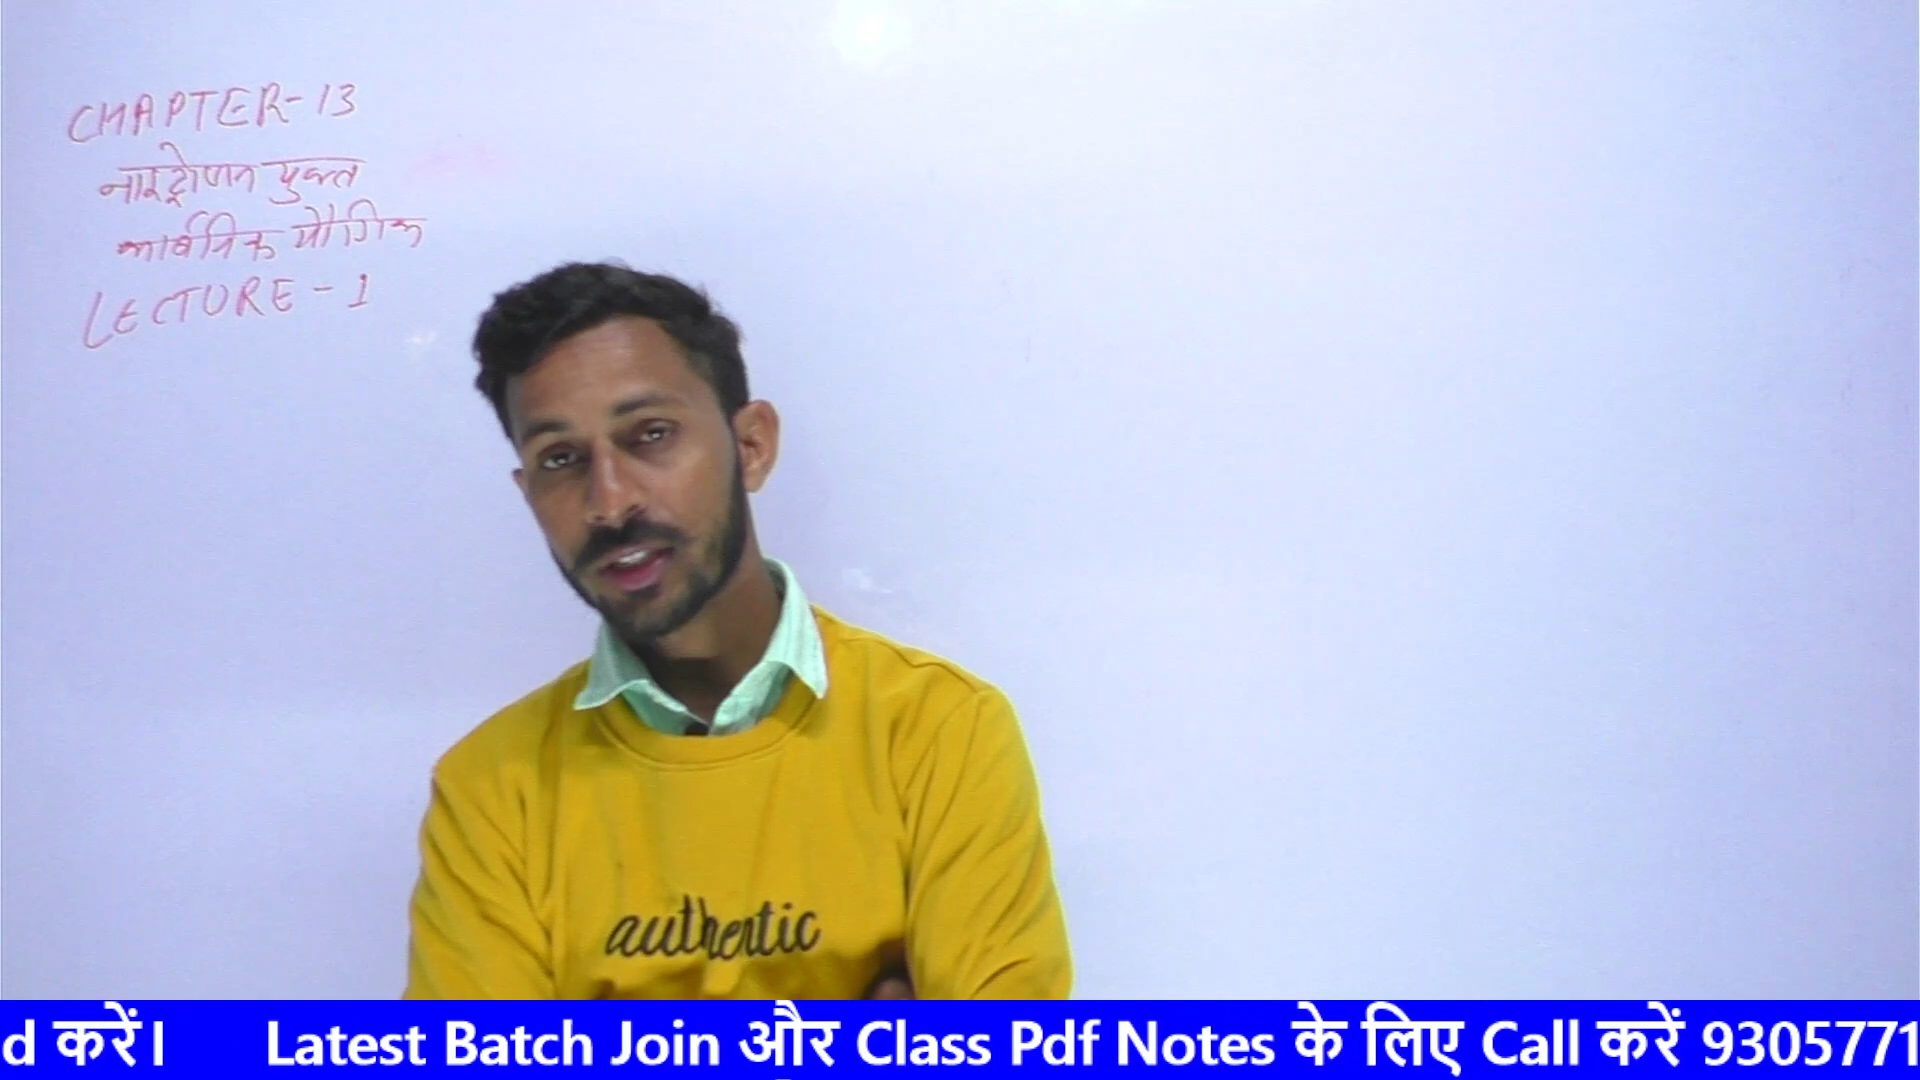 CHAPTER-13
नाइट्रोजन युक्त
कार्बनिक यौगिक
LECTURE-1
authentic
d करें। Latest Batch Join और Class Pdf Notes के लिए Call करें 9305771